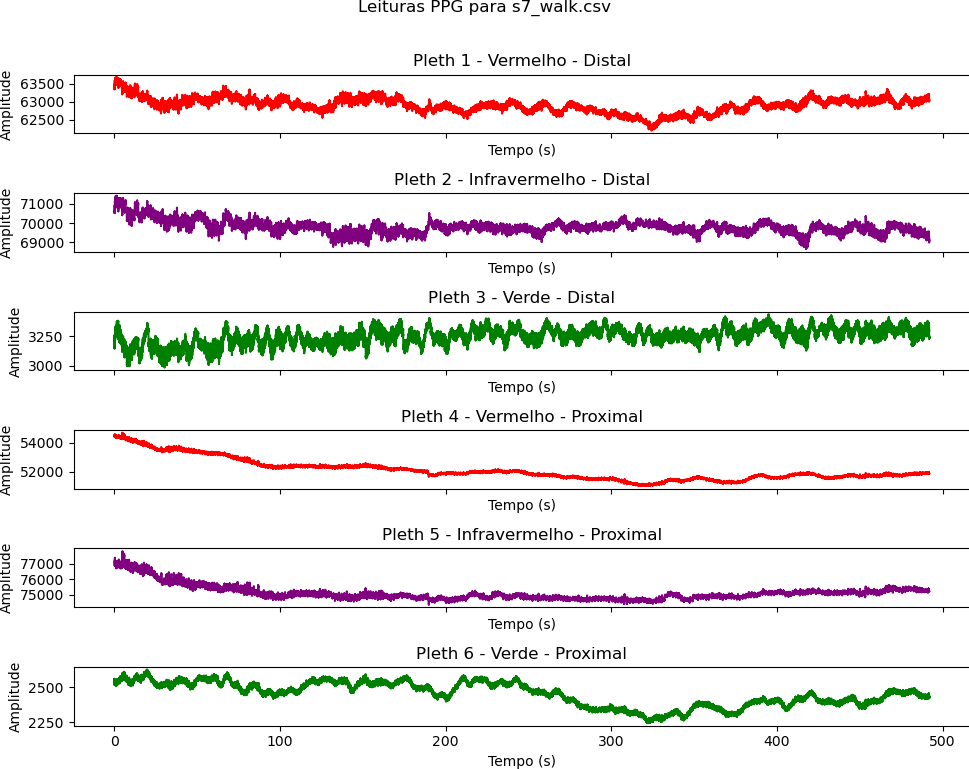 Leituras PPG para s7_walk.csv
Pleth 1 - Vermelho - Distal
Amplitude
63500
63000
62500
Tempo (s)
Pleth 2 - Infravermelho - Distal
Amplitude
71000
70000
69000
Tempo (s)
Pleth 3 - Verde - Distal
Amplitude
3250
3000
Tempo (s)
Pleth 4 - Vermelho - Proximal
Amplitude
54000
52000
Tempo (s)
Pleth 5 - Infravermelho - Proximal
Amplitude
77000
76000
75000
Tempo (s)
Pleth 6 - Verde - Proximal
Amplitude
2500
2250
0 100 200 300 400 500
Tempo (s)